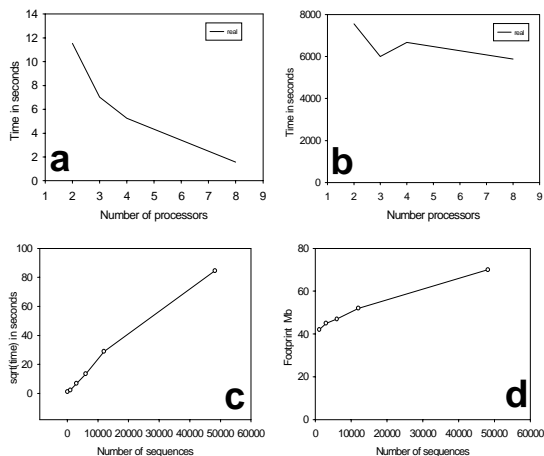 14
12
10
8
6
4
2
0
Time in seconds
real
a
1 2 3 4 5 6 7 8 9
Number of processors
8000
6000
4000
2000
0
Time in seconds
real
b
1 2 3 4 5 6 7 8 9
Number processors
100
80
60
40
20
0
sqrt(time) in seconds
c
0 10000 20000 30000 40000 50000 60000
Number of sequences
80
60
40
20
0
Footprint Mb
d
0 10000 20000 30000 40000 50000 60000
Number of sequences